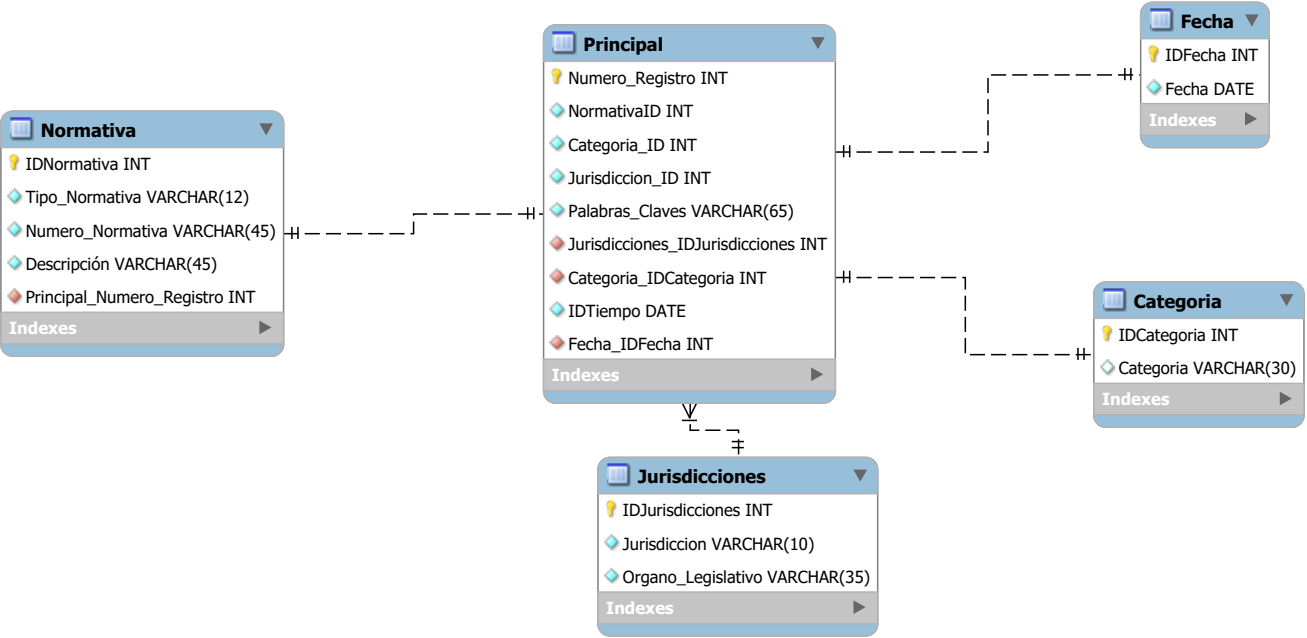 Normativa
IDNormativa INT
Tipo_Normativa VARCHAR(12)
Numero_Normativa VARCHAR(45)
Descripción VARCHAR(45)
Principal_Numero_Registro INT
Indexes
Principal
Numero_Registro INT
NormativaID INT
Categoria_ID INT
Jurisdiccion_ID INT
Palabras_Claves VARCHAR(65)
Jurisdicciones_IDJurisdicciones INT
Categoria_IDCategoria INT
IDTiempo DATE
Fecha_IDFecha INT
Indexes
Fecha
IDFecha INT
Fecha DATE
Indexes
Categoria
IDCategoria INT
Categoria VARCHAR(30)
Indexes
Jurisdicciones
IDJurisdicciones INT
Jurisdiccion VARCHAR(10)
Organo_Legislativo VARCHAR(35)
Indexes